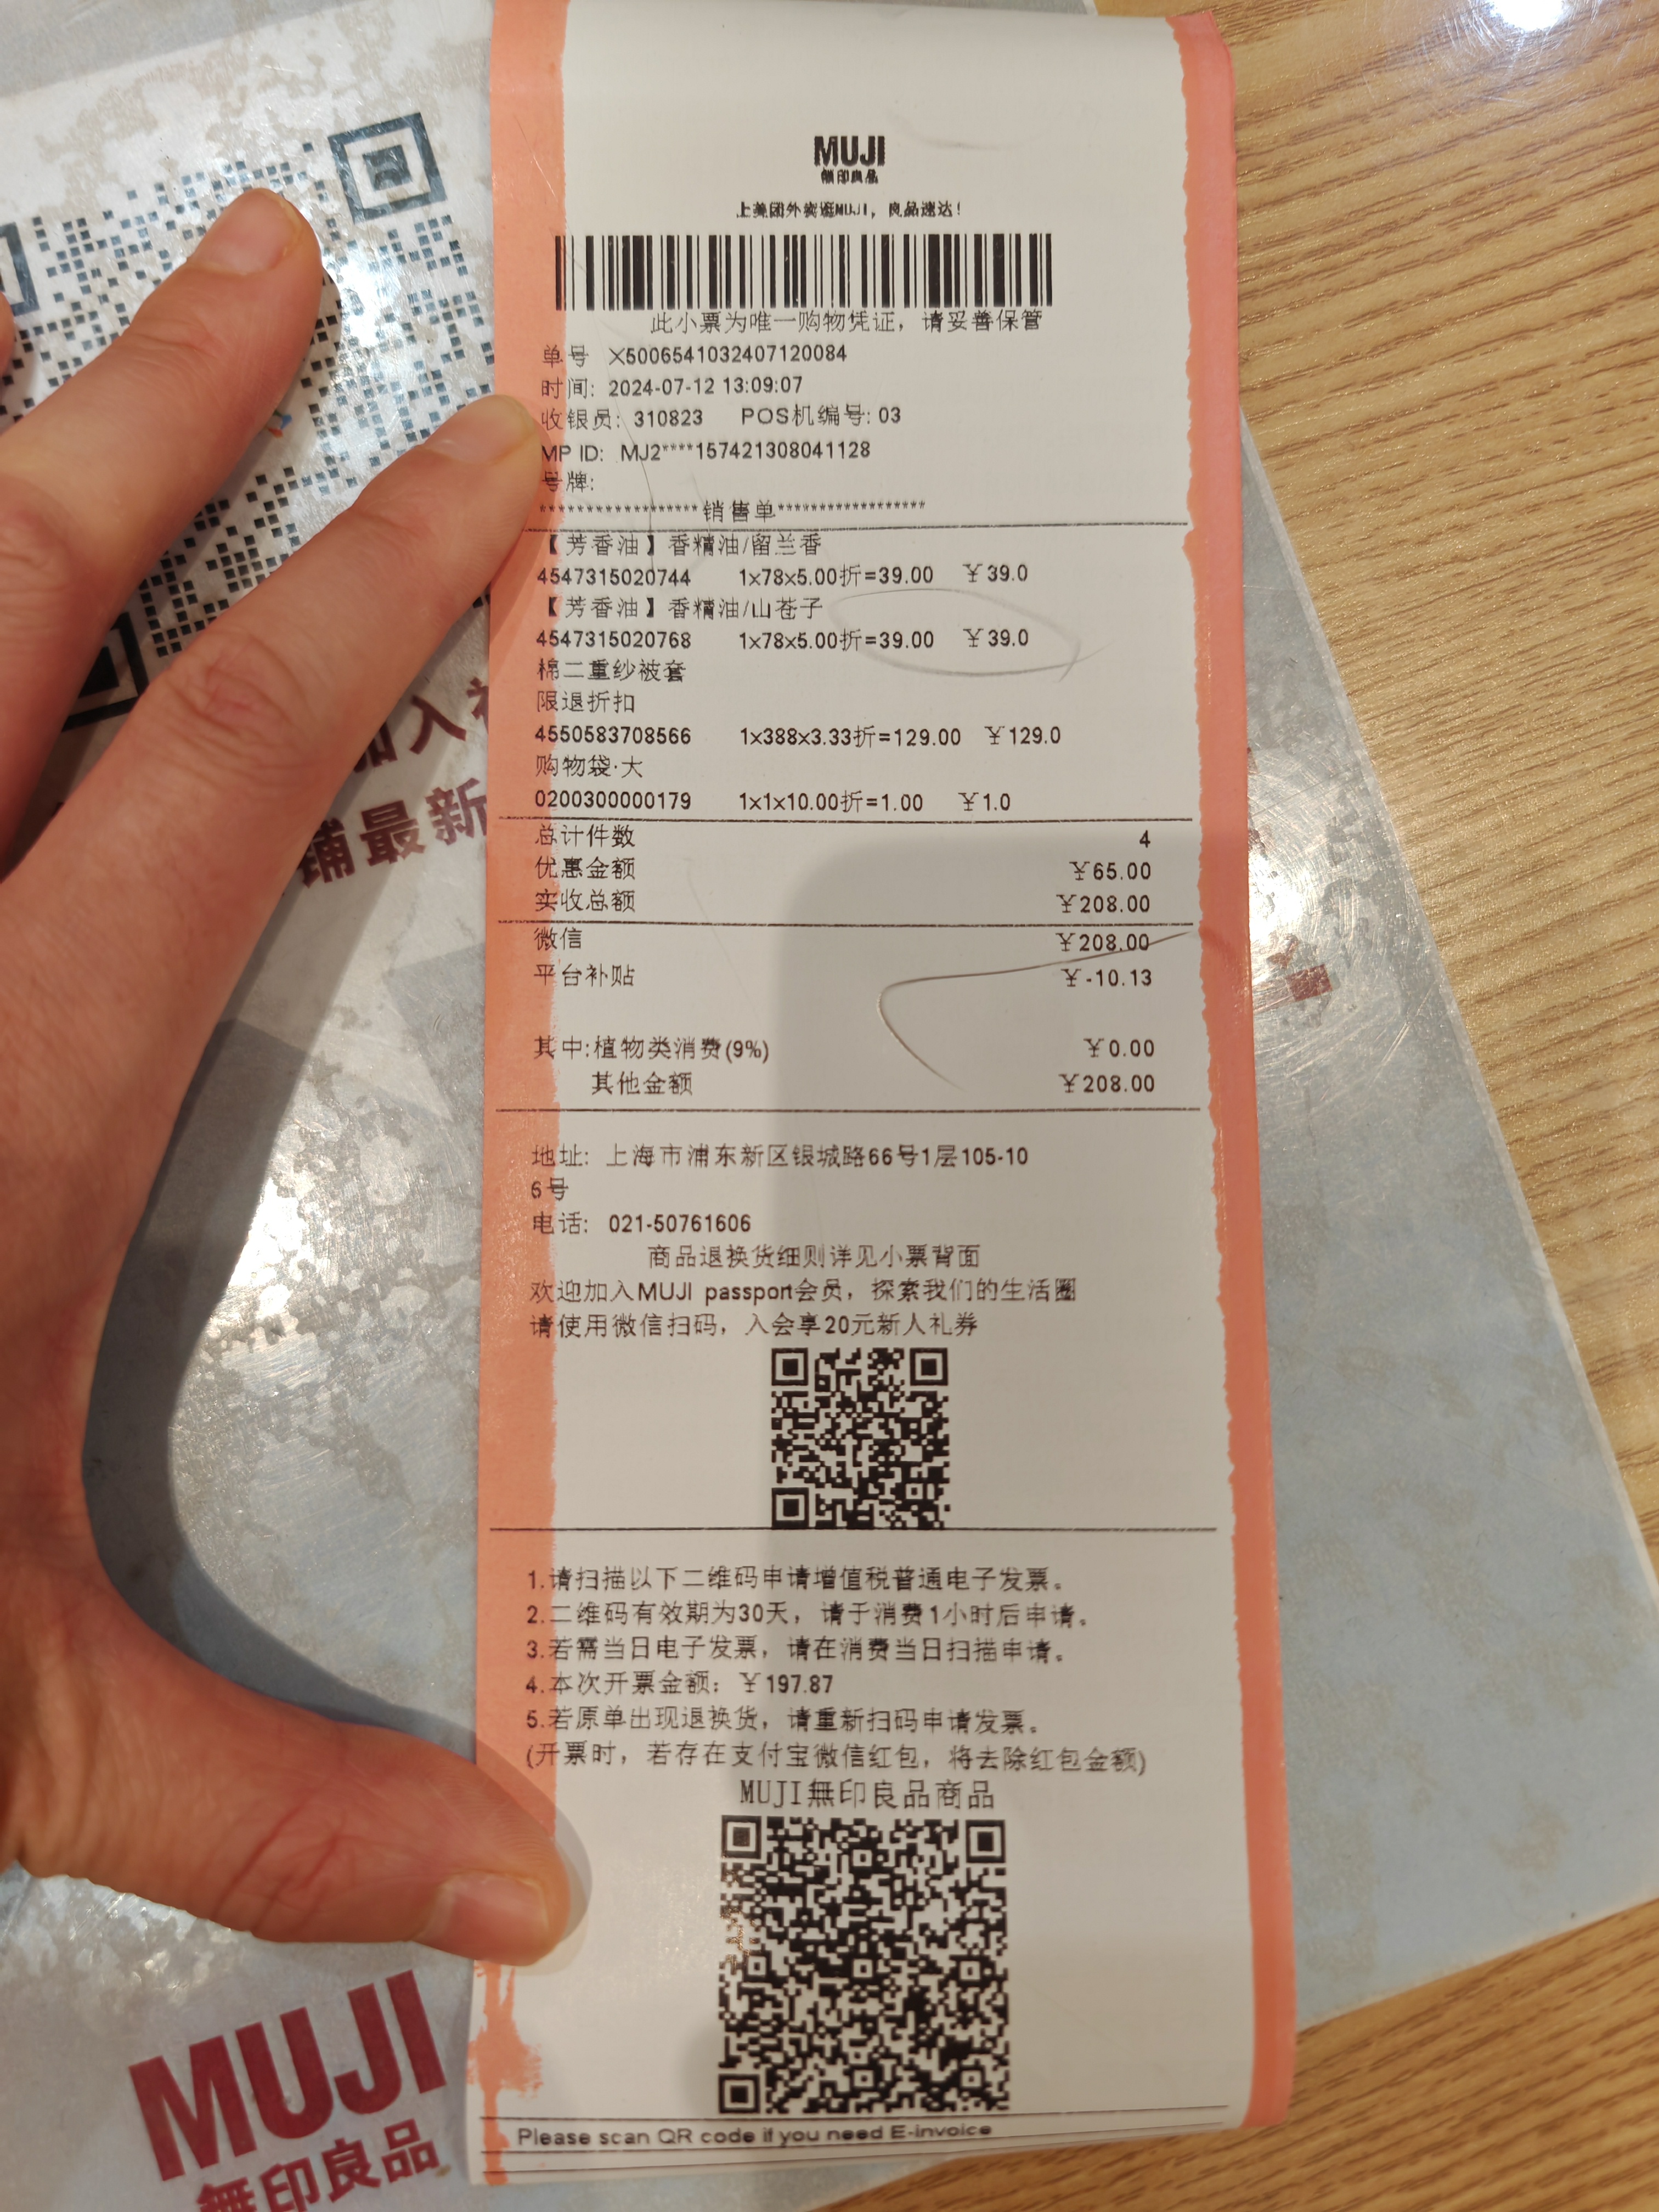 MUJI
無印良品
上美团外卖逛MUJI，良品速达！
此小票为唯一购物凭证，请妥善保管
单号 X5006541032407120084
时间: 2024-07-12 13:09:07
收银员: 310823 POS机编号: 03
MP ID: MJ2****157421308041128
号牌:
******************销售单*****************
【芳香油】香精油/留兰香
4547315020744 1x78x5.00折=39.00 ￥39.0
【芳香油】香精油/山苍子
4547315020768 1x78x5.00折=39.00 ￥39.0
棉二重纱被套
限退折扣
4550583708566 1x388x3.33折=129.00 ￥129.0
购物袋·大
0200300000179 1x1x10.00折=1.00 ￥1.0
总计件数 4
优惠金额 ￥65.00
实收总额 ￥208.00
微信 ￥208.00
平台补贴 ￥-10.13
其中:植物类消费(9%) ￥0.00
其他金额 ￥208.00
地址: 上海市浦东新区银城路66号1层105-10
6号
电话: 021-50761606
商品退换货细则详见小票背面
欢迎加入MUJI passport会员，探索我们的生活圈
请使用微信扫码，入会享20元新人礼券
1.请扫描以下二维码申请增值税普通电子发票。
2.二维码有效期为30天，请于消费1小时后申请。
3.若需当日电子发票，请在消费当日扫描申请。
4.本次开票金额: ￥197.87
5.若原单出现退换货，请重新扫码申请发票。
(开票时，若存在支付宝微信红包，将去除红包金额)
MUJI無印良品商品
Please scan QR code if you need E-invoice
加入
铺最新
MUJI
無印良品